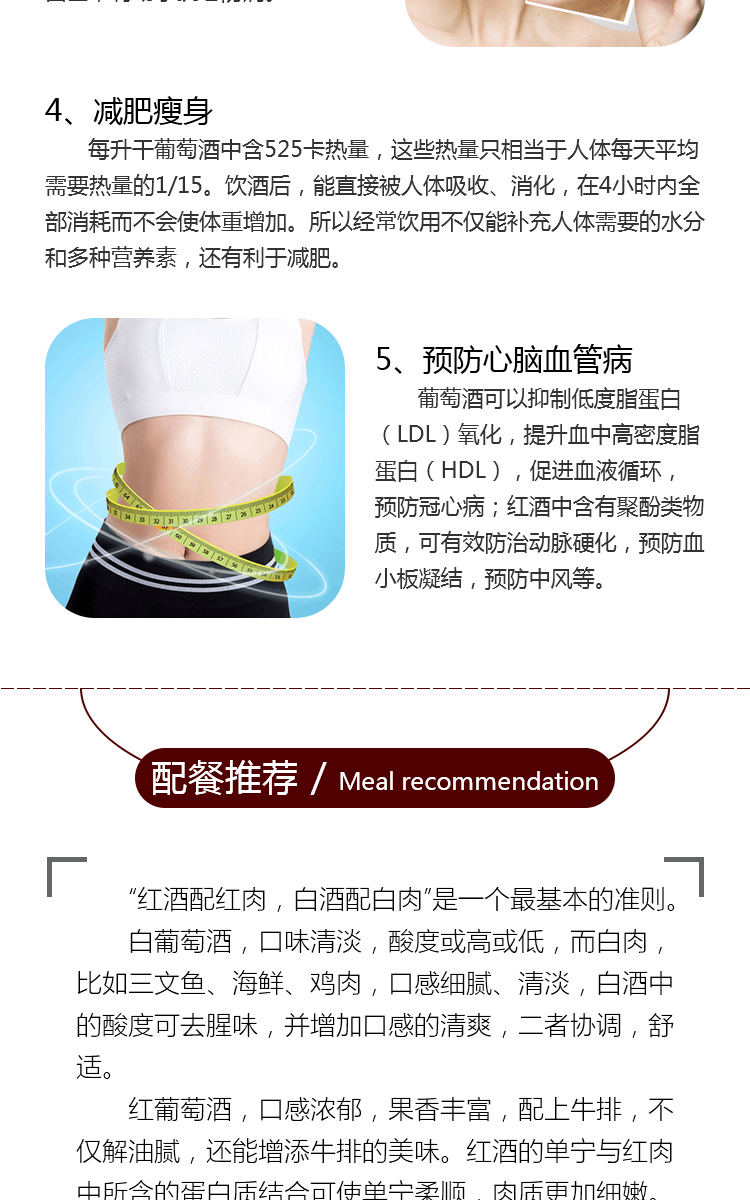 4、减肥瘦身
每升干葡萄酒中含525卡热量，这些热量只相当于人体每天平均
需要热量的1/15。饮酒后，能直接被人体吸收、消化，在4小时内全
部消耗而不会使体重增加。所以经常饮用不仅能补充人体需要的水分
和多种营养素，还有利于减肥。
5、预防心脑血管病
葡萄酒可以抑制低度脂蛋白
（LDL）氧化，提升血中高密度脂
蛋白（HDL），促进血液循环，
预防冠心病；红酒中含有聚酚类物
质，可有效防治动脉硬化，预防血
小板凝结，预防中风等。
配餐推荐 / Meal recommendation
“红酒配红肉，白酒配白肉”是一个最基本的准则。
白葡萄酒，口味清淡，酸度或高或低，而白肉，
比如三文鱼、海鲜、鸡肉，口感细腻、清淡，白酒中
的酸度可去腥味，并增加口感的清爽，二者协调，舒
适。
红葡萄酒，口感浓郁，果香丰富，配上牛排，不
仅解油腻，还能增添牛排的美味。红酒的单宁与红肉
中所含的蛋白质结合可使单宁柔顺，肉质更加细嫩。